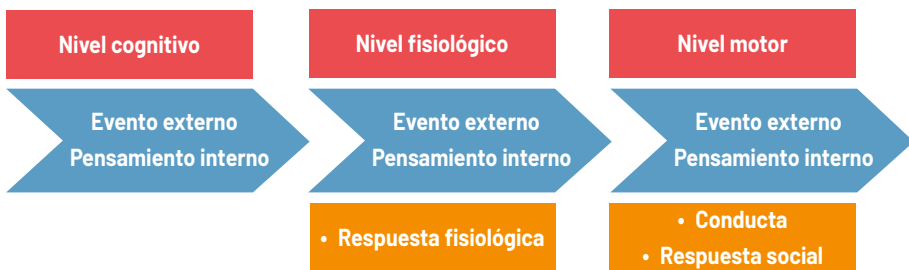 Nivel cognitivo
Evento externo
Pensamiento interno
Nivel fisiológico
Evento externo
Pensamiento interno
• Respuesta fisiológica
Nivel motor
Evento externo
Pensamiento interno
• Conducta
• Respuesta social